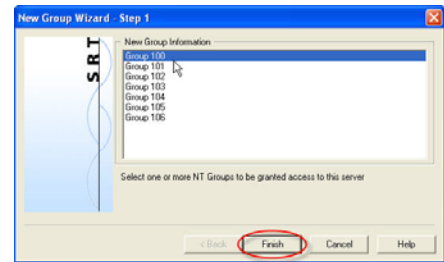 New Group Wizard - Step 1
SRT
New Group Information
Group 100
Group 101
Group 102
Group 103
Group 104
Group 105
Group 106
Select one or more NT Groups to be granted access to this server
< Back
Finish
Cancel
Help